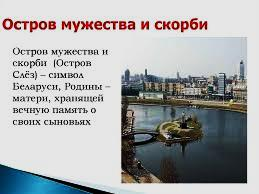 Остров мужества и скорби
Остров мужества и
скорби (Остров
Слёз) – символ
Беларуси, Родины –
матери, хранящей
вечную память о
своих сыновьях